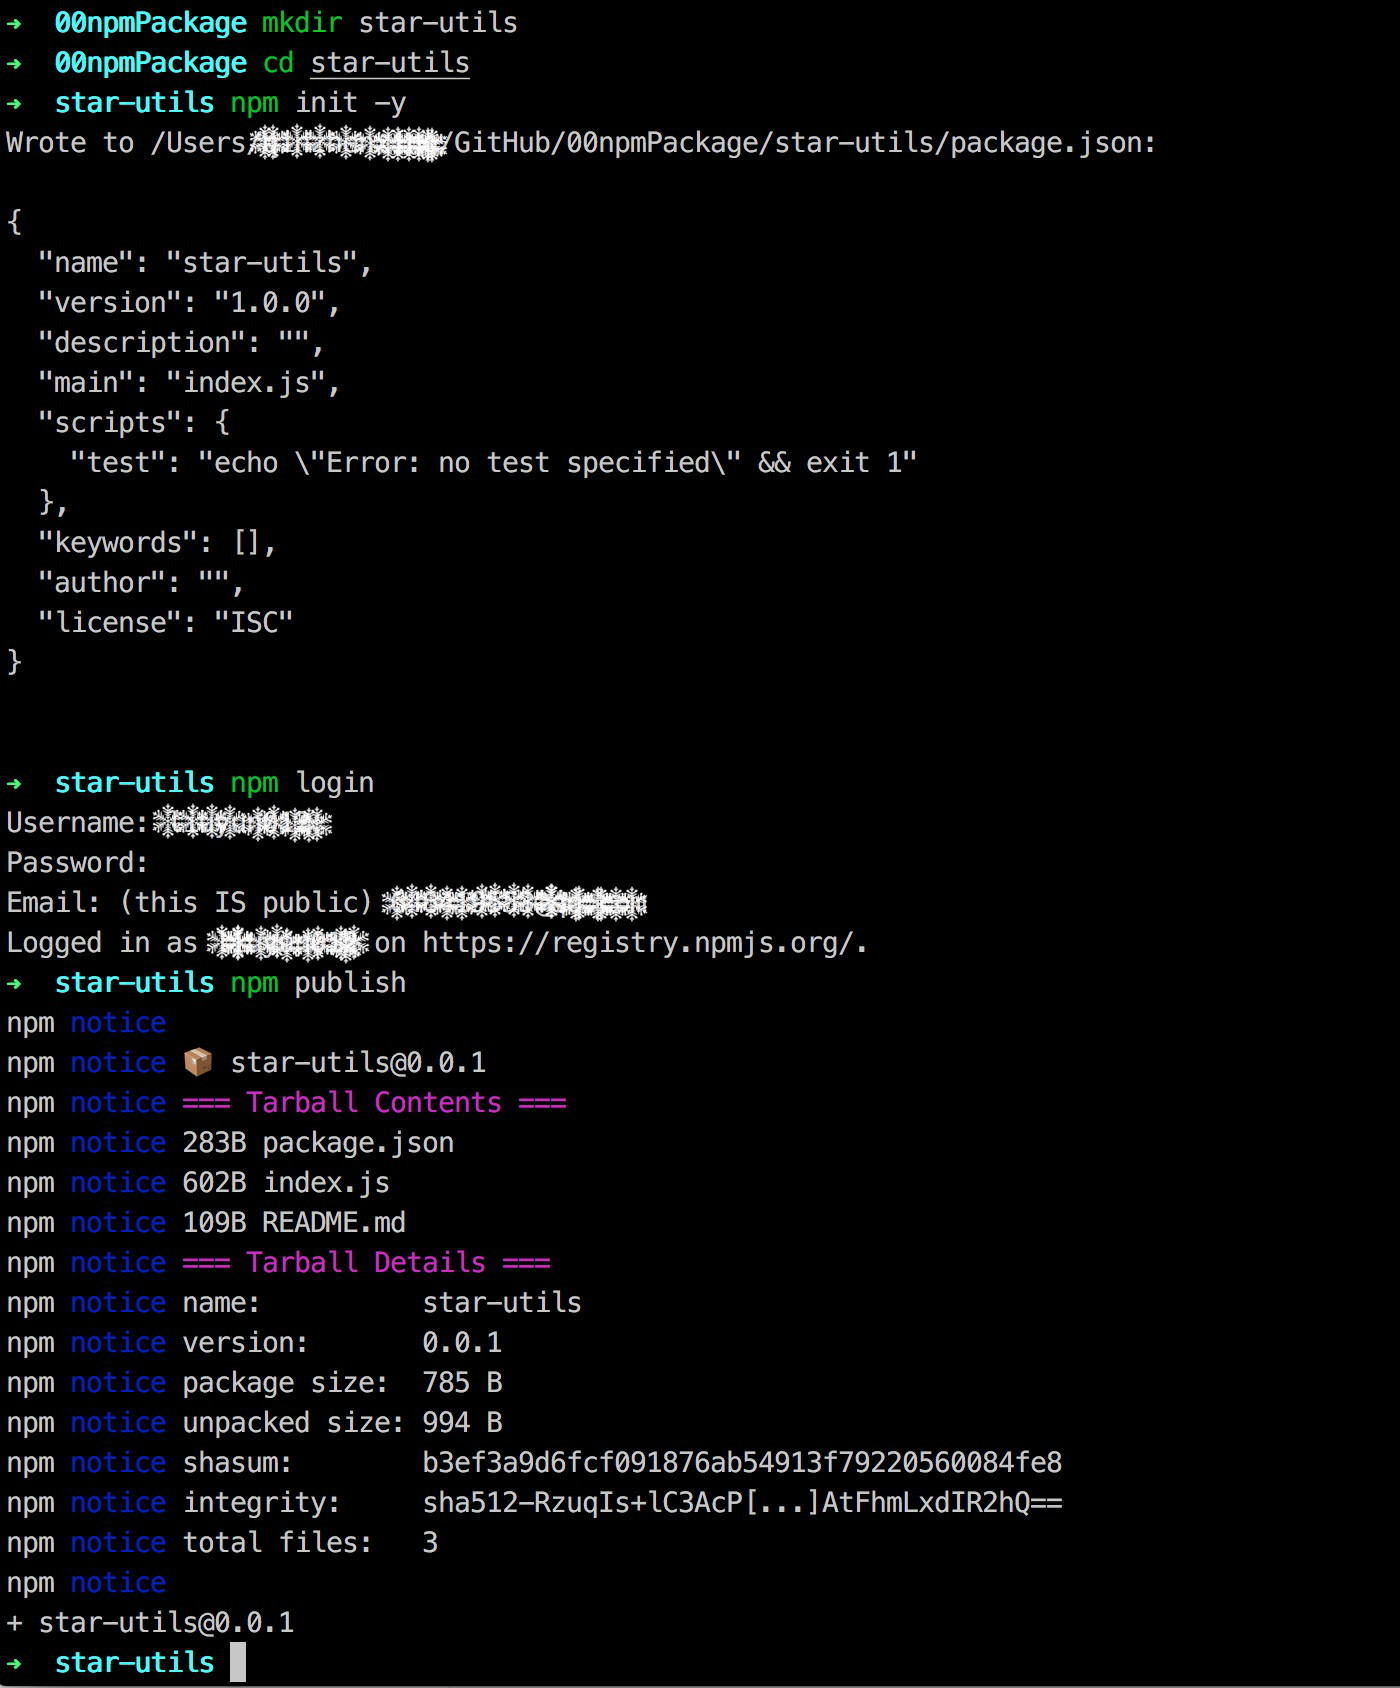 ➜ 00npmPackage mkdir star-utils
➜ 00npmPackage cd star-utils
➜ star-utils npm init -y
Wrote to /Users/ /GitHub/00npmPackage/star-utils/package.json:
{
"name": "star-utils",
"version": "1.0.0",
"description": "",
"main": "index.js",
"scripts": {
"test": "echo \"Error: no test specified\" && exit 1"
},
"keywords": [],
"author": "",
"license": "ISC"
}
➜ star-utils npm login
Username:
Password:
Email: (this IS public)
Logged in as on https://registry.npmjs.org/.
➜ star-utils npm publish
npm notice
npm notice 📦 star-utils@0.0.1
npm notice === Tarball Contents ===
npm notice 283B package.json
npm notice 602B index.js
npm notice 109B README.md
npm notice === Tarball Details ===
npm notice name: star-utils
npm notice version: 0.0.1
npm notice package size: 785 B
npm notice unpacked size: 994 B
npm notice shasum: b3ef3a9d6fcf091876ab54913f79220560084fe8
npm notice integrity: sha512-RzuqIs+lC3AcP[...]AtFhmLxdIR2hQ==
npm notice total files: 3
npm notice
+ star-utils@0.0.1
➜ star-utils